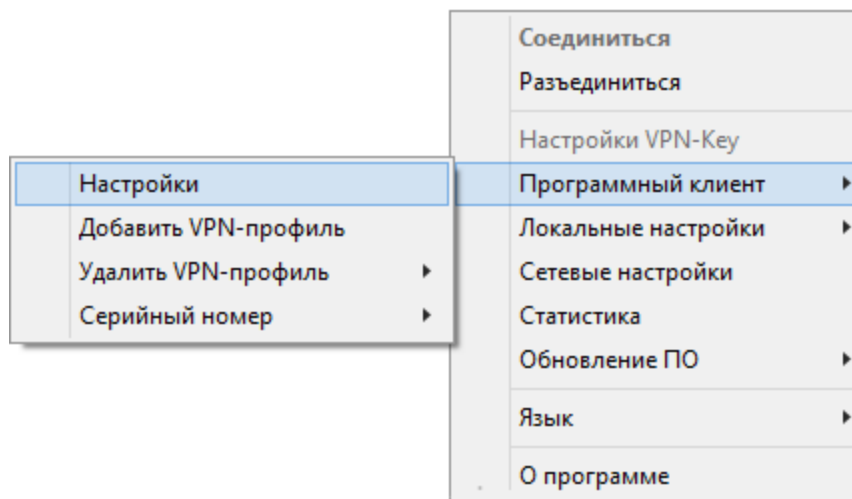 Соединиться
Разъединиться
Настройки VPN-Key
Программный клиент
Локальные настройки
Сетевые настройки
Статистика
Обновление ПО
Язык
О программе
Настройки
Добавить VPN-профиль
Удалить VPN-профиль
Серийный номер